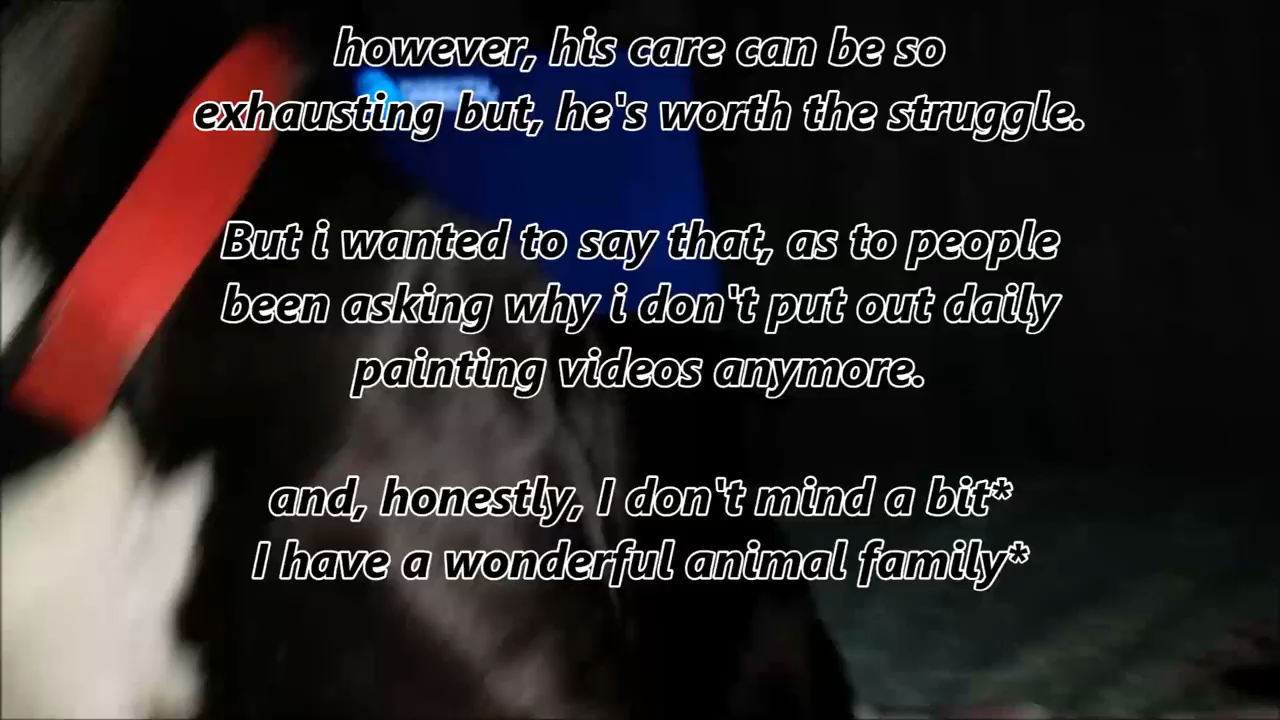 however, his care can be so
exhausting but, he's worth the struggle.
But i wanted to say that, as to people
been asking why i don't put out daily
painting videos anymore.
and, honestly, I don't mind a bit*
I have a wonderful animal family*